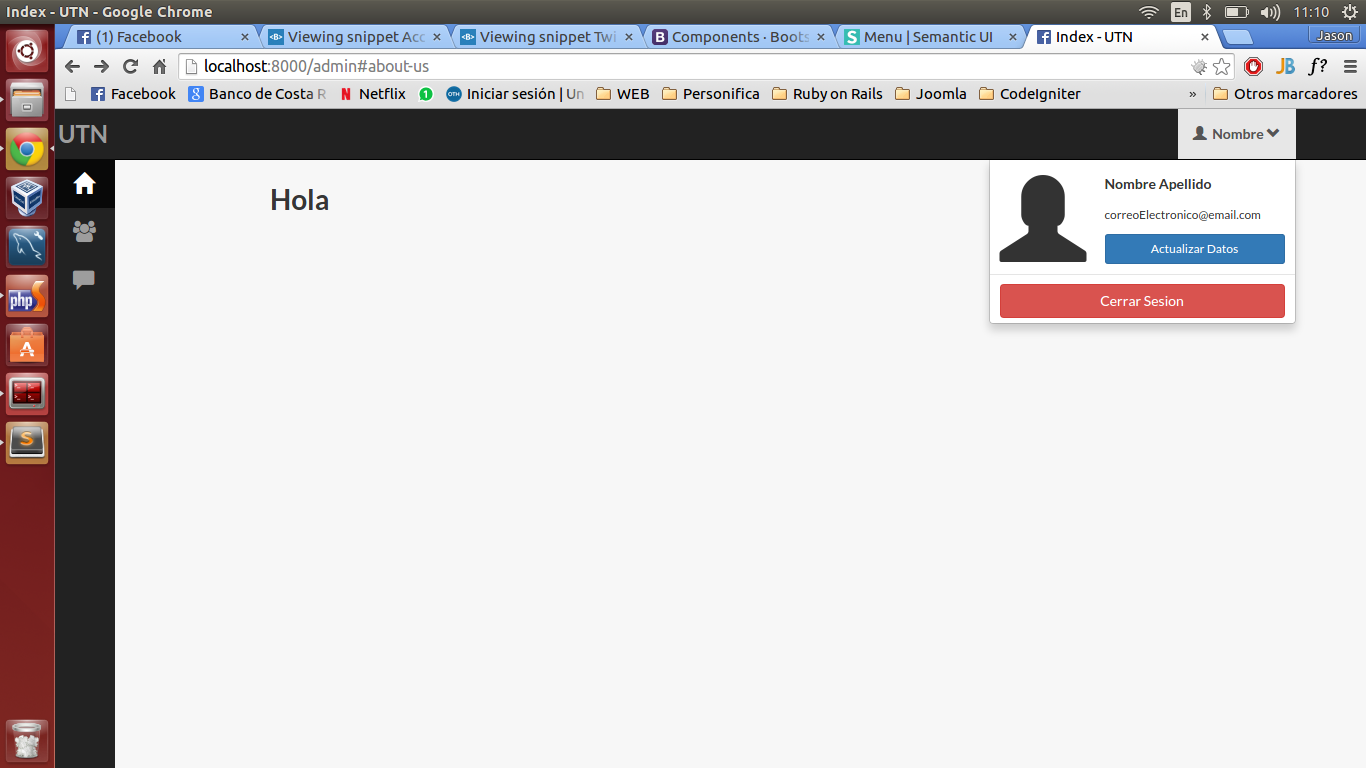 Index - UTN - Google Chrome
En
11:10
(1) Facebook
Viewing snippet Acc
Viewing snippet Twi
Components · Boots
Menu | Semantic UI
Index - UTN
Jason
localhost:8000/admin#about-us
JB
f?
Facebook
Banco de Costa R
Netflix
1
Iniciar sesión | Un
WEB
Personifica
Ruby on Rails
Joomla
CodeIgniter
»
Otros marcadores
UTN
Nombre
Nombre Apellido
correoElectronico@email.com
Actualizar Datos
Cerrar Sesion
Hola
php